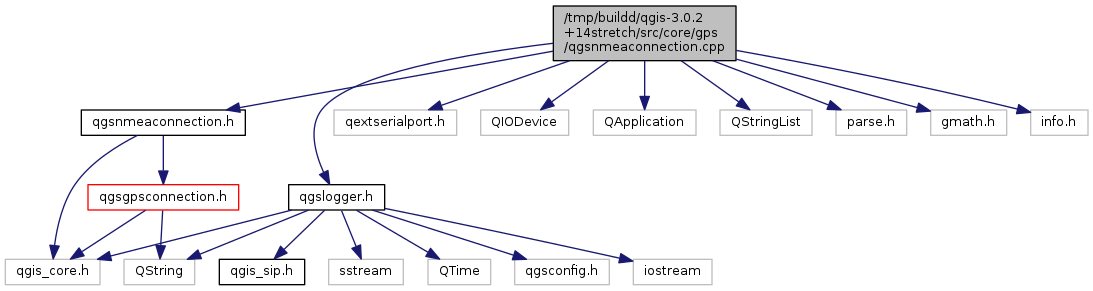 /tmp/buildd/qgis-3.0.2
+14stretch/src/core/gps
/qgsnmeaconnection.cpp
qgsnmeaconnection.h
qextserialport.h
QIODevice
QApplication
QStringList
parse.h
gmath.h
info.h
qgsgpsconnection.h
qgslogger.h
qgis_core.h
QString
qgis_sip.h
sstream
QTime
qgsconfig.h
iostream